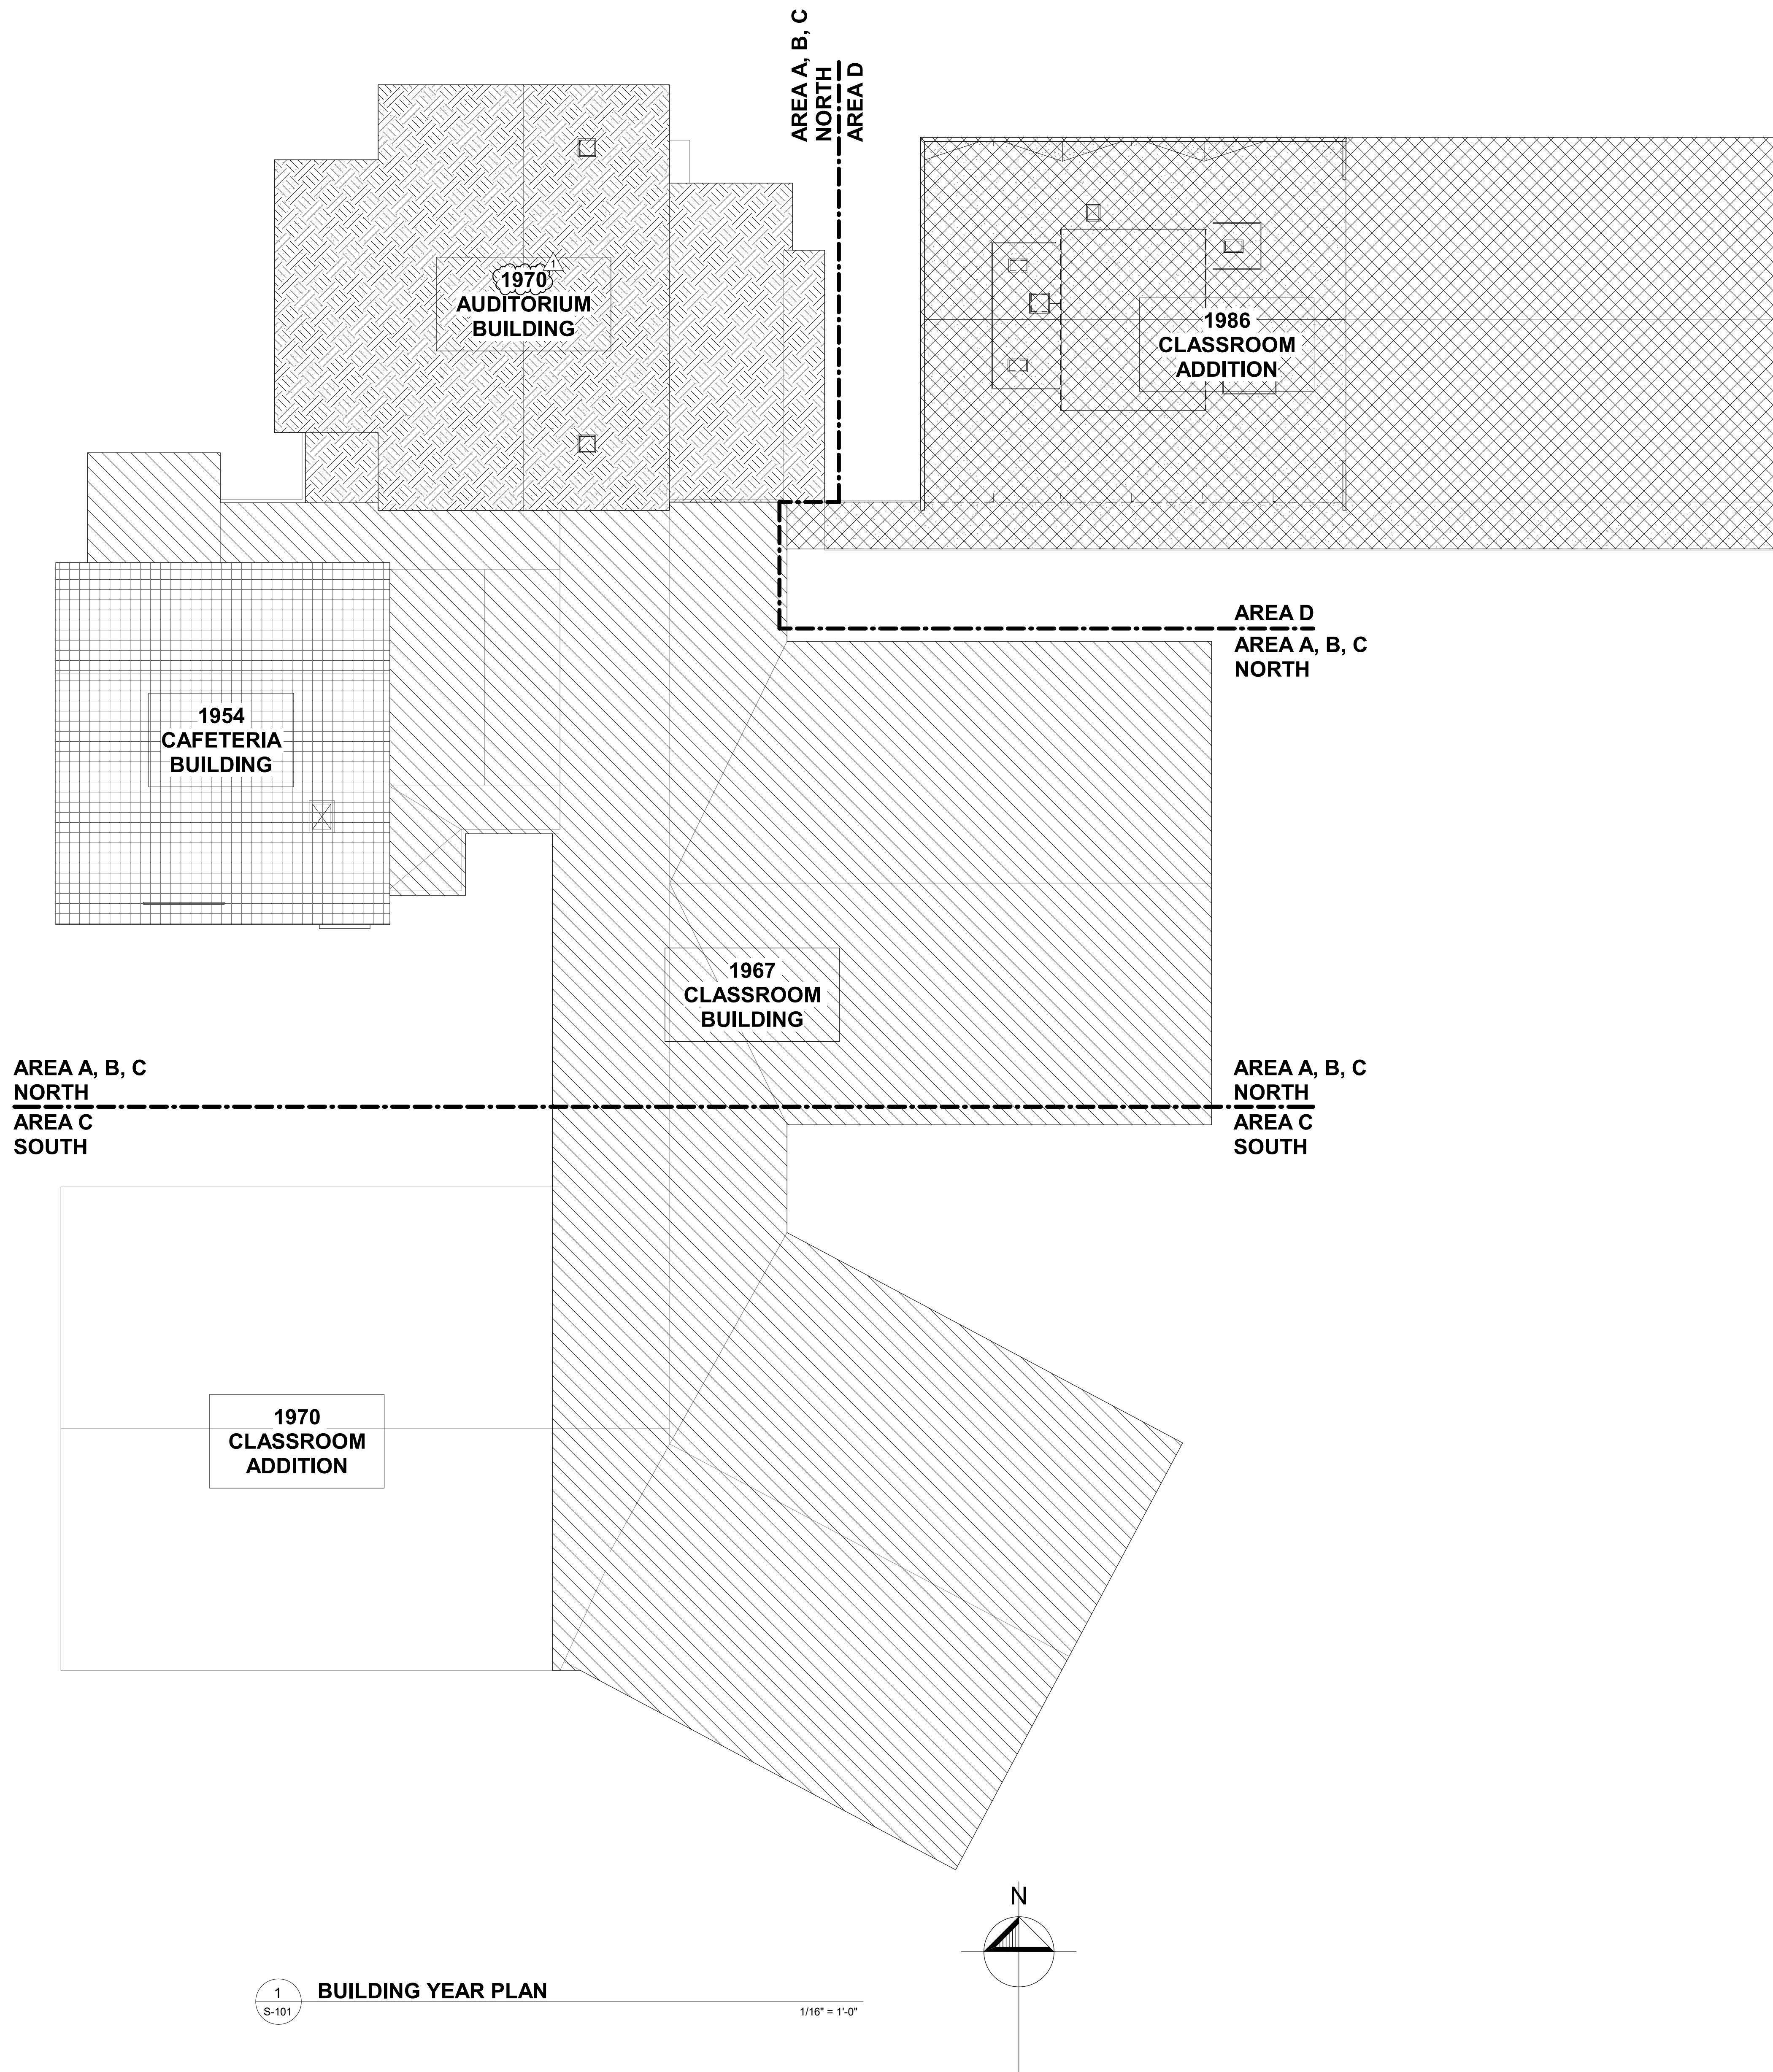 AREA A, B, C
NORTH
AREA D
1970
1
AUDITORIUM
BUILDING
1986
CLASSROOM
ADDITION
AREA D
AREA A, B, C
NORTH
1954
CAFETERIA
BUILDING
1967
CLASSROOM
BUILDING
AREA A, B, C
NORTH
AREA C
SOUTH
AREA A, B, C
NORTH
AREA C
SOUTH
1970
CLASSROOM
ADDITION
N
1
S-101
BUILDING YEAR PLAN
1/16" = 1'-0"